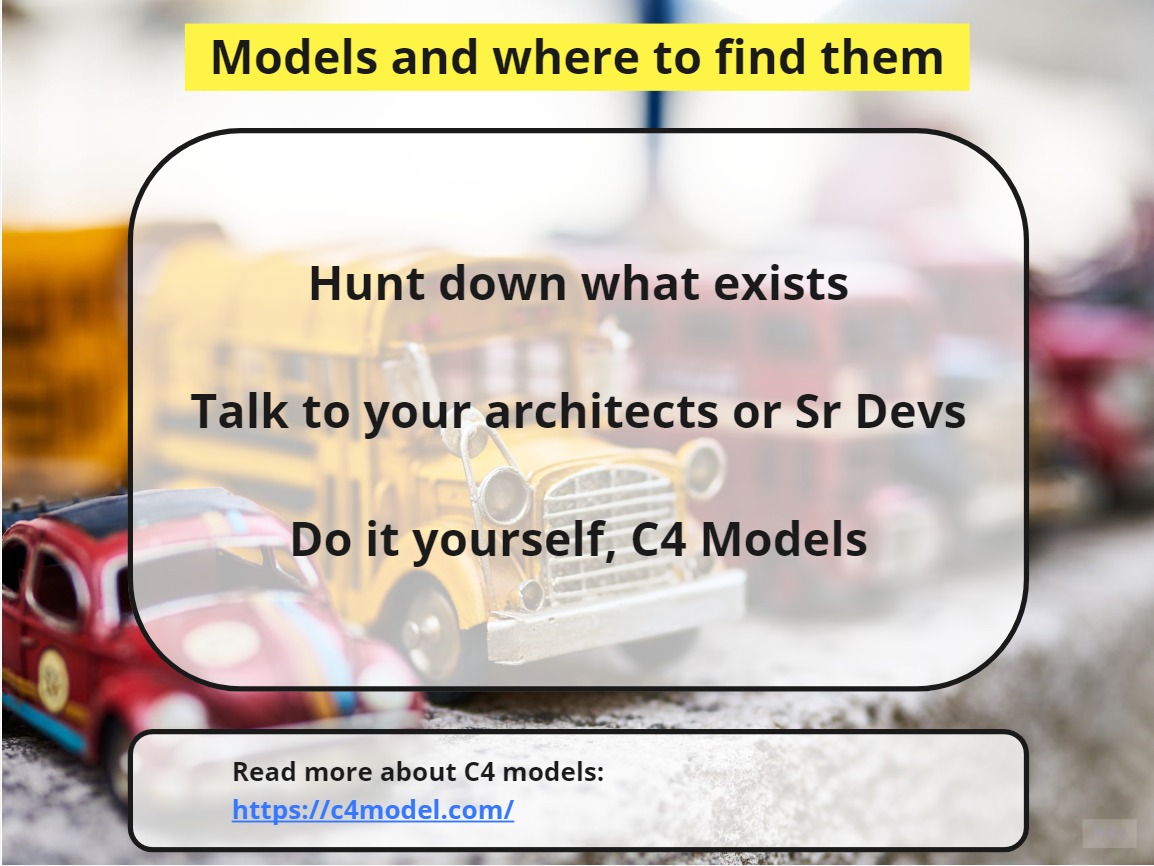 Models and where to find them
Hunt down what exists
Talk to your architects or Sr Devs
Do it yourself, C4 Models
Read more about C4 models:
https://c4model.com/